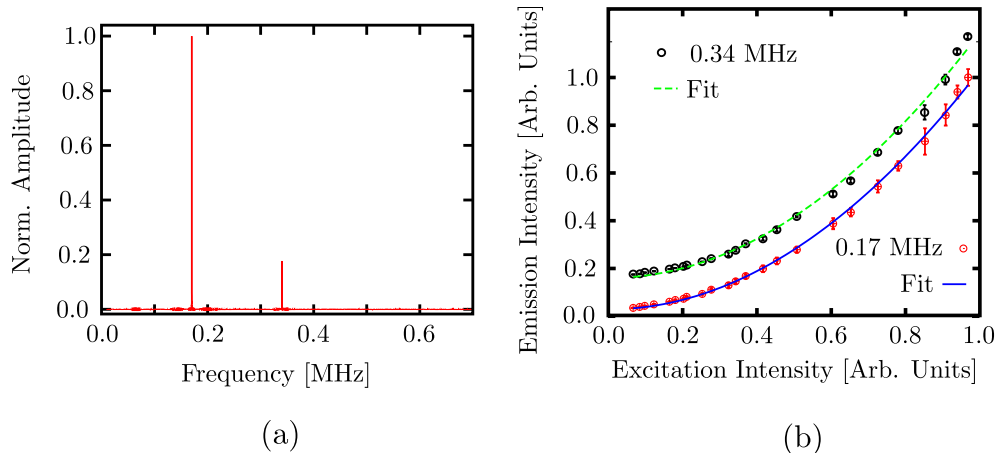 Norm. Amplitude
1.0
0.8
0.6
0.4
0.2
0.0
0.0 0.2 0.4 0.6
Frequency [MHz]
(a)
Emission Intensity [Arb. Units]
1.0
0.8
0.6
0.4
0.2
0.0
0.34 MHz
Fit
0.17 MHz
Fit
0.0 0.2 0.4 0.6 0.8 1.0
Excitation Intensity [Arb. Units]
(b)